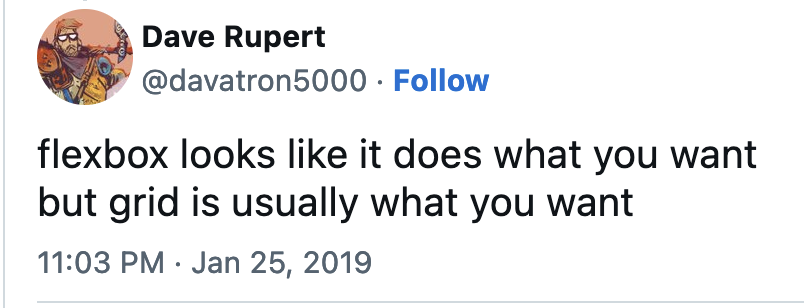 Dave Rupert
@davatron5000 · Follow
flexbox looks like it does what you want
but grid is usually what you want
11:03 PM · Jan 25, 2019